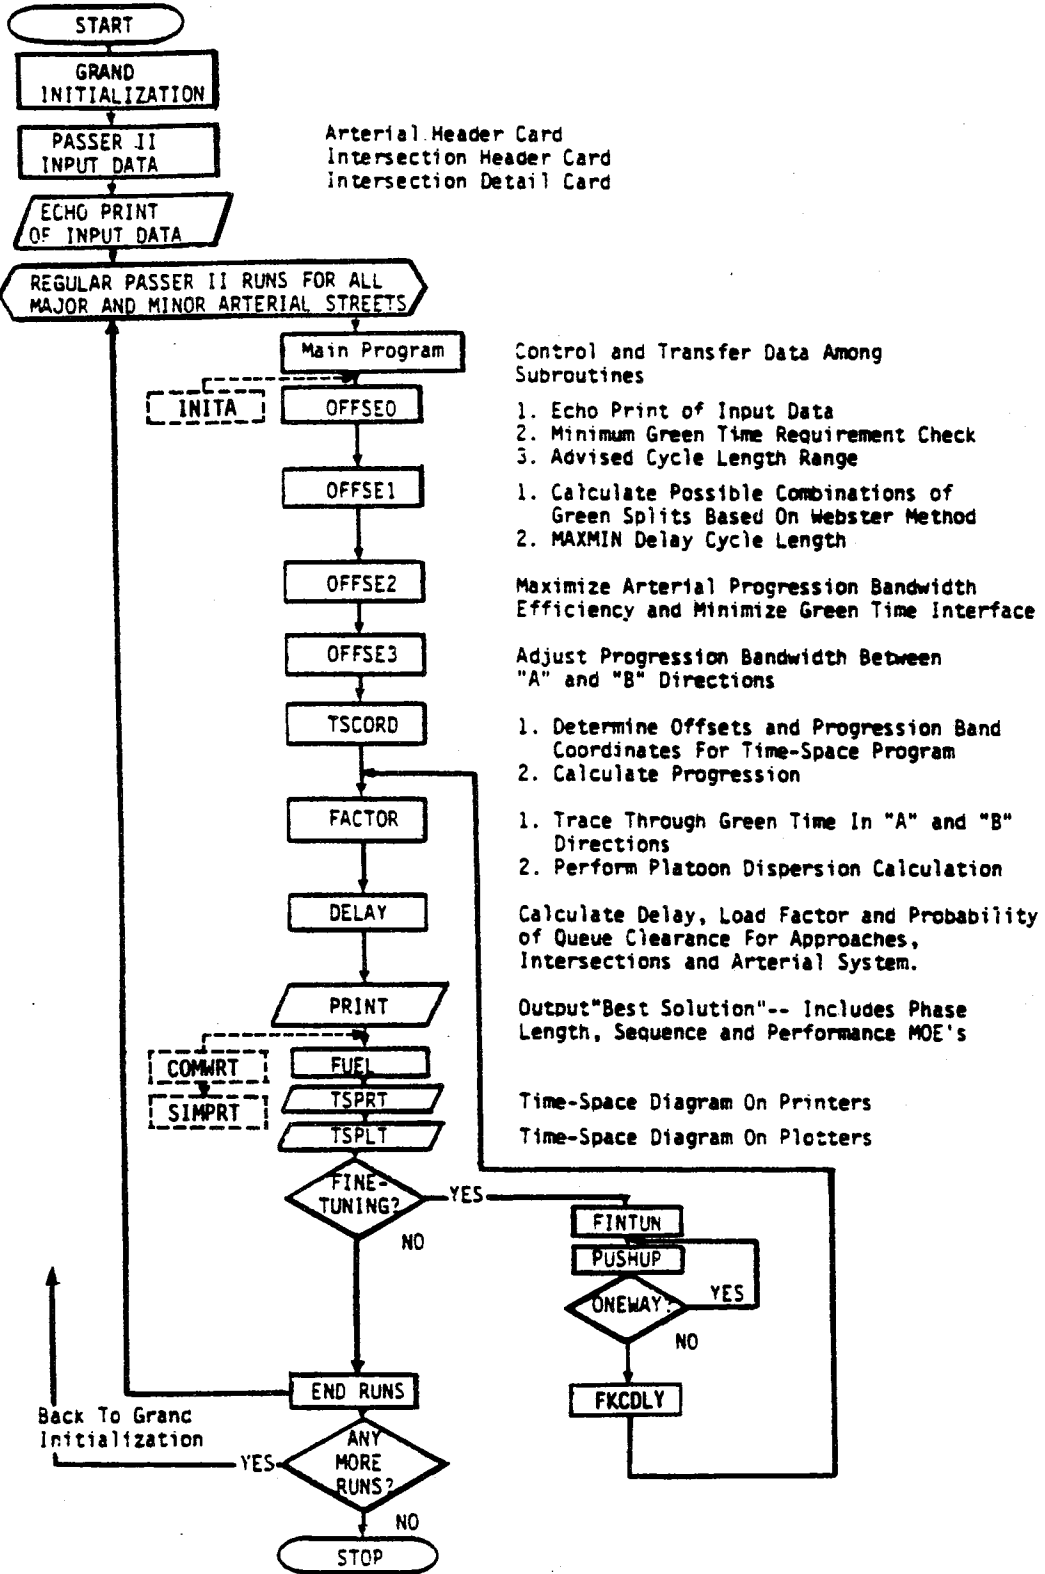 START
GRAND
INITIALIZATION
PASSER II
INPUT DATA
Arterial Header Card
Intersection Header Card
Intersection Detail Card
ECHO PRINT
OF INPUT DATA
REGULAR PASSER II RUNS FOR ALL
MAJOR AND MINOR ARTERIAL STREETS
Main Program
Control and Transfer Data Among
Subroutines
INITA
OFFSE0
1. Echo Print of Input Data
2. Minimum Green Time Requirement Check
3. Advised Cycle Length Range
OFFSE1
1. Calculate Possible Combinations of
Green Splits Based On Webster Method
2. MAXMIN Delay Cycle Length
OFFSE2
Maximize Arterial Progression Bandwidth
Efficiency and Minimize Green Time Interface
OFFSE3
Adjust Progression Bandwidth Between
"A" and "B" Directions
TSCORD
1. Determine Offsets and Progression Band
Coordinates For Time-Space Program
2. Calculate Progression
FACTOR
1. Trace Through Green Time In "A" and "B"
Directions
2. Perform Platoon Dispersion Calculation
DELAY
Calculate Delay, Load Factor and Probability
of Queue Clearance For Approaches,
Intersections and Arterial System.
PRINT
Output"Best Solution"-- Includes Phase
Length, Sequence and Performance MOE's
COMWRT
FUEL
SIMPRT
TSPRT
Time-Space Diagram On Printers
TSPLT
Time-Space Diagram On Plotters
FINE-
TUNING?
YES
NO
FINTUN
PUSHUP
ONEWAY?
YES
NO
FKCDLY
END RUNS
Back To Grand
Initialization
ANY
MORE
RUNS?
YES
NO
STOP